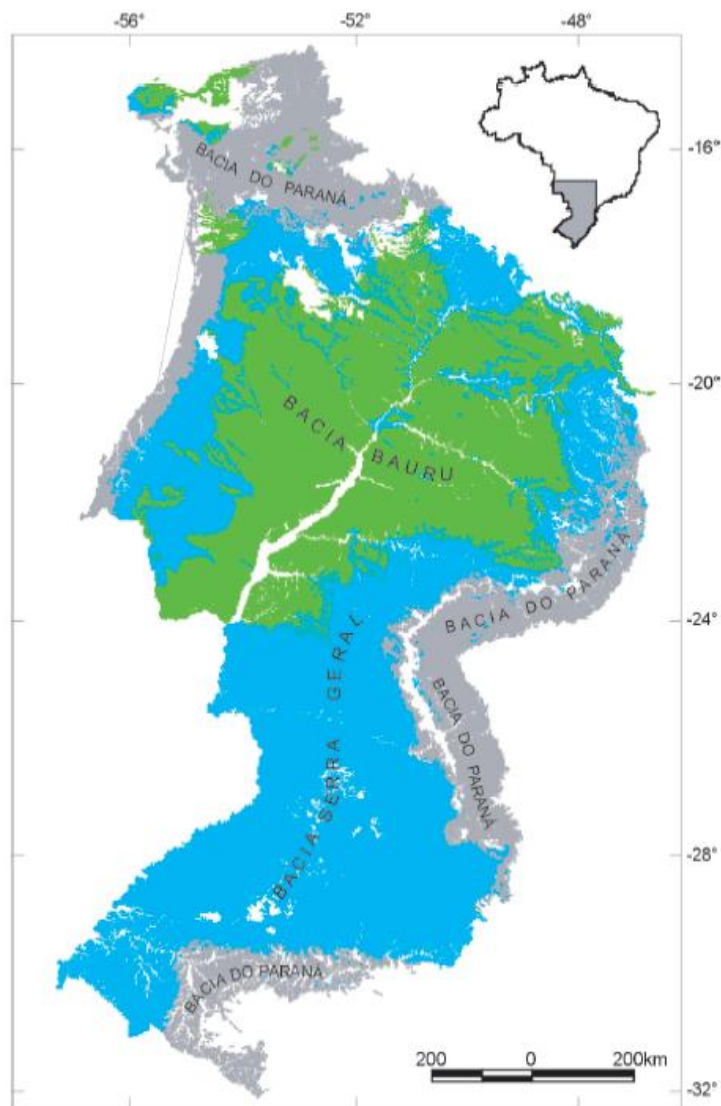 -56°
-52°
-48°
-16°
BACIA DO PARANÁ
-20°
BACIA BAURU
BACIA DO PARANÁ
-24°
BACIA SERRA GERAL
BACIA DO PARANÁ
-28°
BACIA DO PARANÁ
200 0 200km
-32°